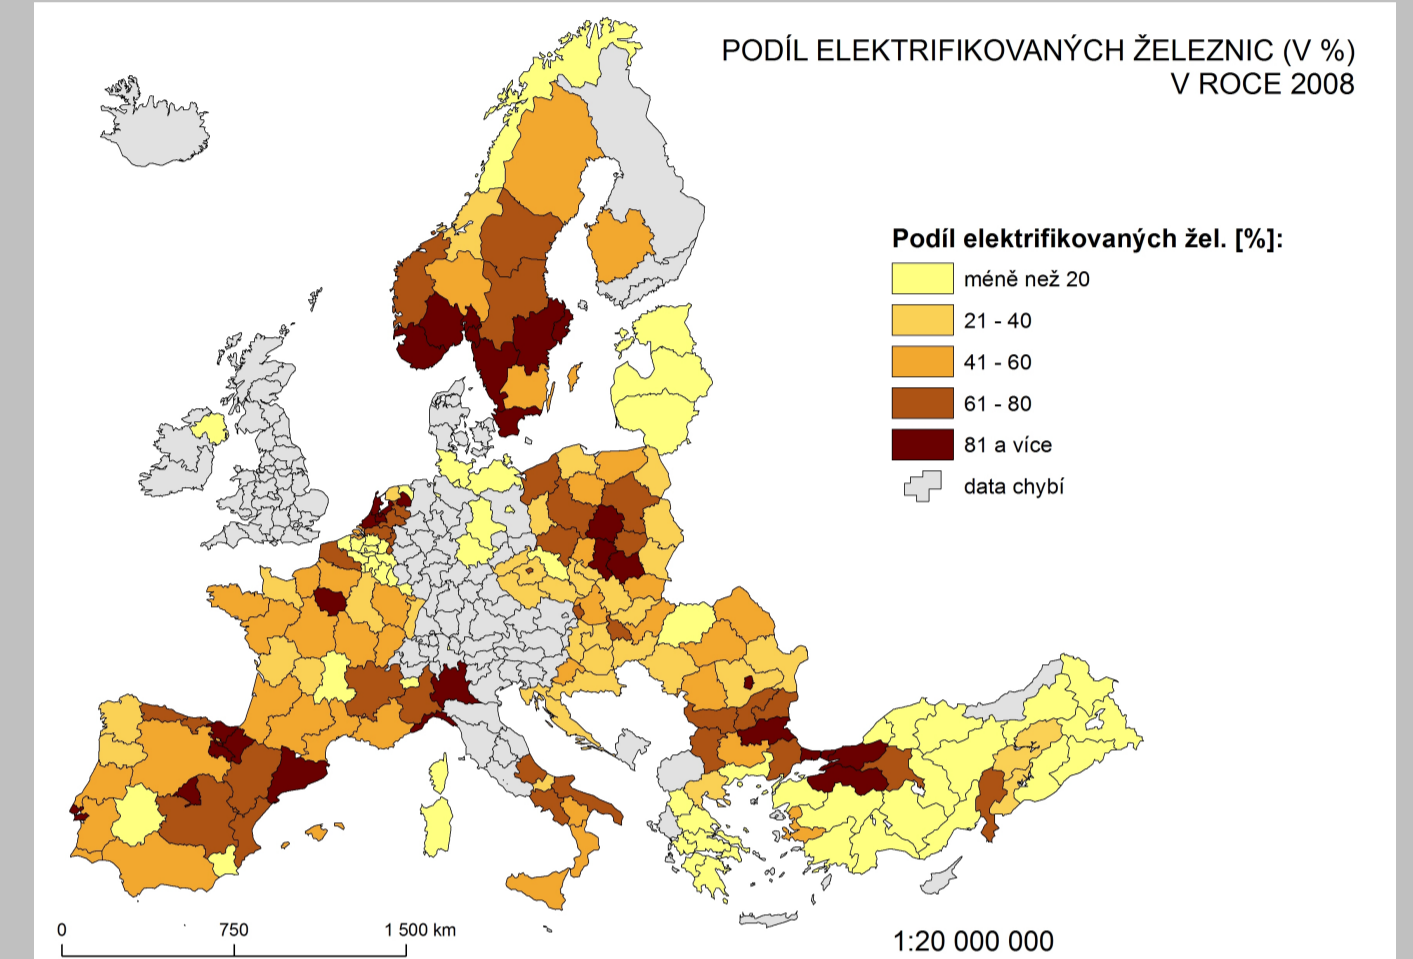 PODÍL ELEKTRIFIKOVANÝCH ŽELEZNIC (V %)
V ROCE 2008
Podíl elektrifikovaných žel. [%]:
méně než 20
21 - 40
41 - 60
61 - 80
81 a více
data chybí
0 750 1 500 km
1:20 000 000